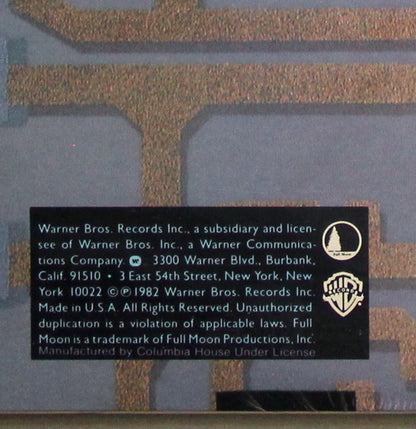 Warner Bros. Records Inc., a subsidiary and licen-
see of Warner Bros. Inc., a Warner Communica-
tions Company. 3300 Warner Blvd., Burbank,
Calif. 91510 • 3 East 54th Street, New York, New
York 10022 ©℗ 1982 Warner Bros. Records Inc.
Made in U.S.A. All Rights Reserved. Unauthorized
duplication is a violation of applicable laws. Full
Moon is a trademark of Full Moon Productions, Inc.
Manufactured by Columbia House Under License
Full Moon
RECORDS